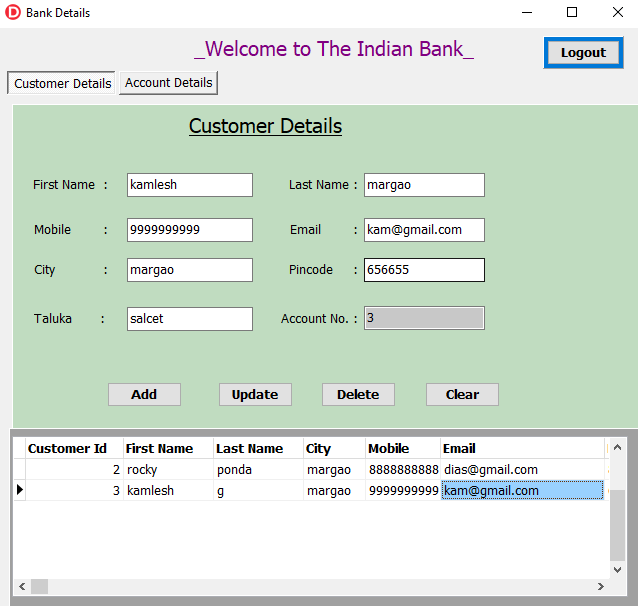 D Bank Details
_Welcome to The Indian Bank_
Logout
Customer Details Account Details
Customer Details
First Name : kamlesh Last Name : margao
Mobile : 9999999999 Email : kam@gmail.com
City : margao Pincode : 656655
Taluka : salcet Account No. : 3
Add Update Delete Clear
Customer Id First Name Last Name City Mobile Email
2 rocky ponda margao 8888888888 dias@gmail.com
3 kamlesh g margao 9999999999 kam@gmail.com